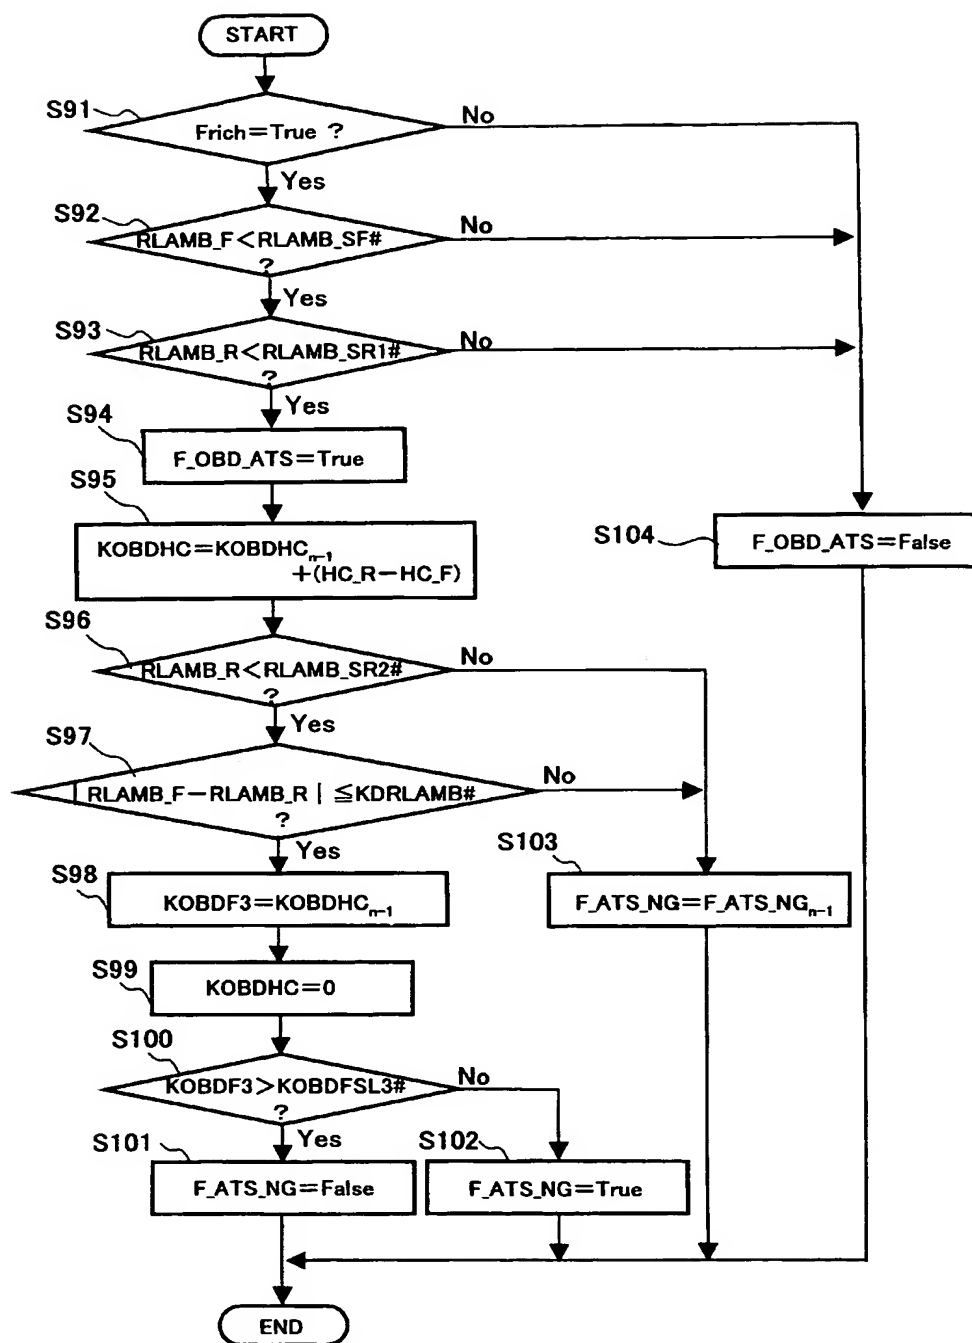 START
S91
Frich=True ?
No
Yes
S92
RLAMB_F<RLAMB_SF#
?
No
Yes
S93
RLAMB_R<RLAMB_SR1#
?
No
Yes
S94
F_OBD_ATS=True
S95
KOBDHC=KOBDHCn-1
+(HC_R-HC_F)
S104
F_OBD_ATS=False
S96
RLAMB_R<RLAMB_SR2#
?
No
Yes
S97
|RLAMB_F-RLAMB_R| ≦KDRLAMB#
?
No
Yes
S98
KOBDF3=KOBDHCn-1
S103
F_ATS_NG=F_ATS_NGn-1
S99
KOBDHC=0
S100
KOBDF3>KOBDFSL3#
?
No
Yes
S101
F_ATS_NG=False
S102
F_ATS_NG=True
END